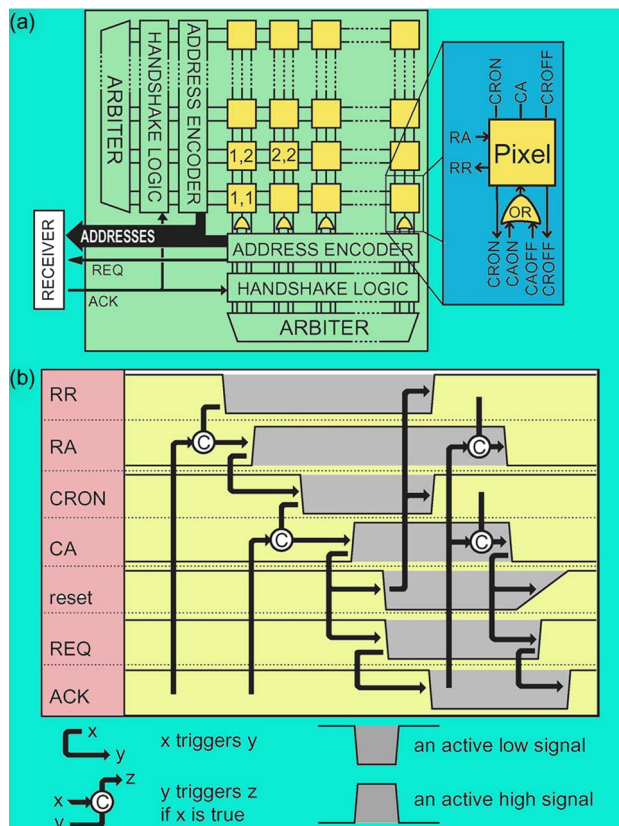 (a)
ARBITER
HANDSHAKE LOGIC
ADDRESS ENCODER
1,2
2,2
1,1
RECEIVER
ADDRESSES
REQ
ACK
ADDRESS ENCODER
HANDSHAKE LOGIC
ARBITER
CRON
CA
CROFF
RA
RR
Pixel
OR
CRON
CAON
CAOFF
CROFF
(b)
RR
RA
C
C
CRON
CA
C
C
reset
REQ
ACK
x
y
x triggers y
an active low signal
z
x
C
y
y triggers z
if x is true
an active high signal